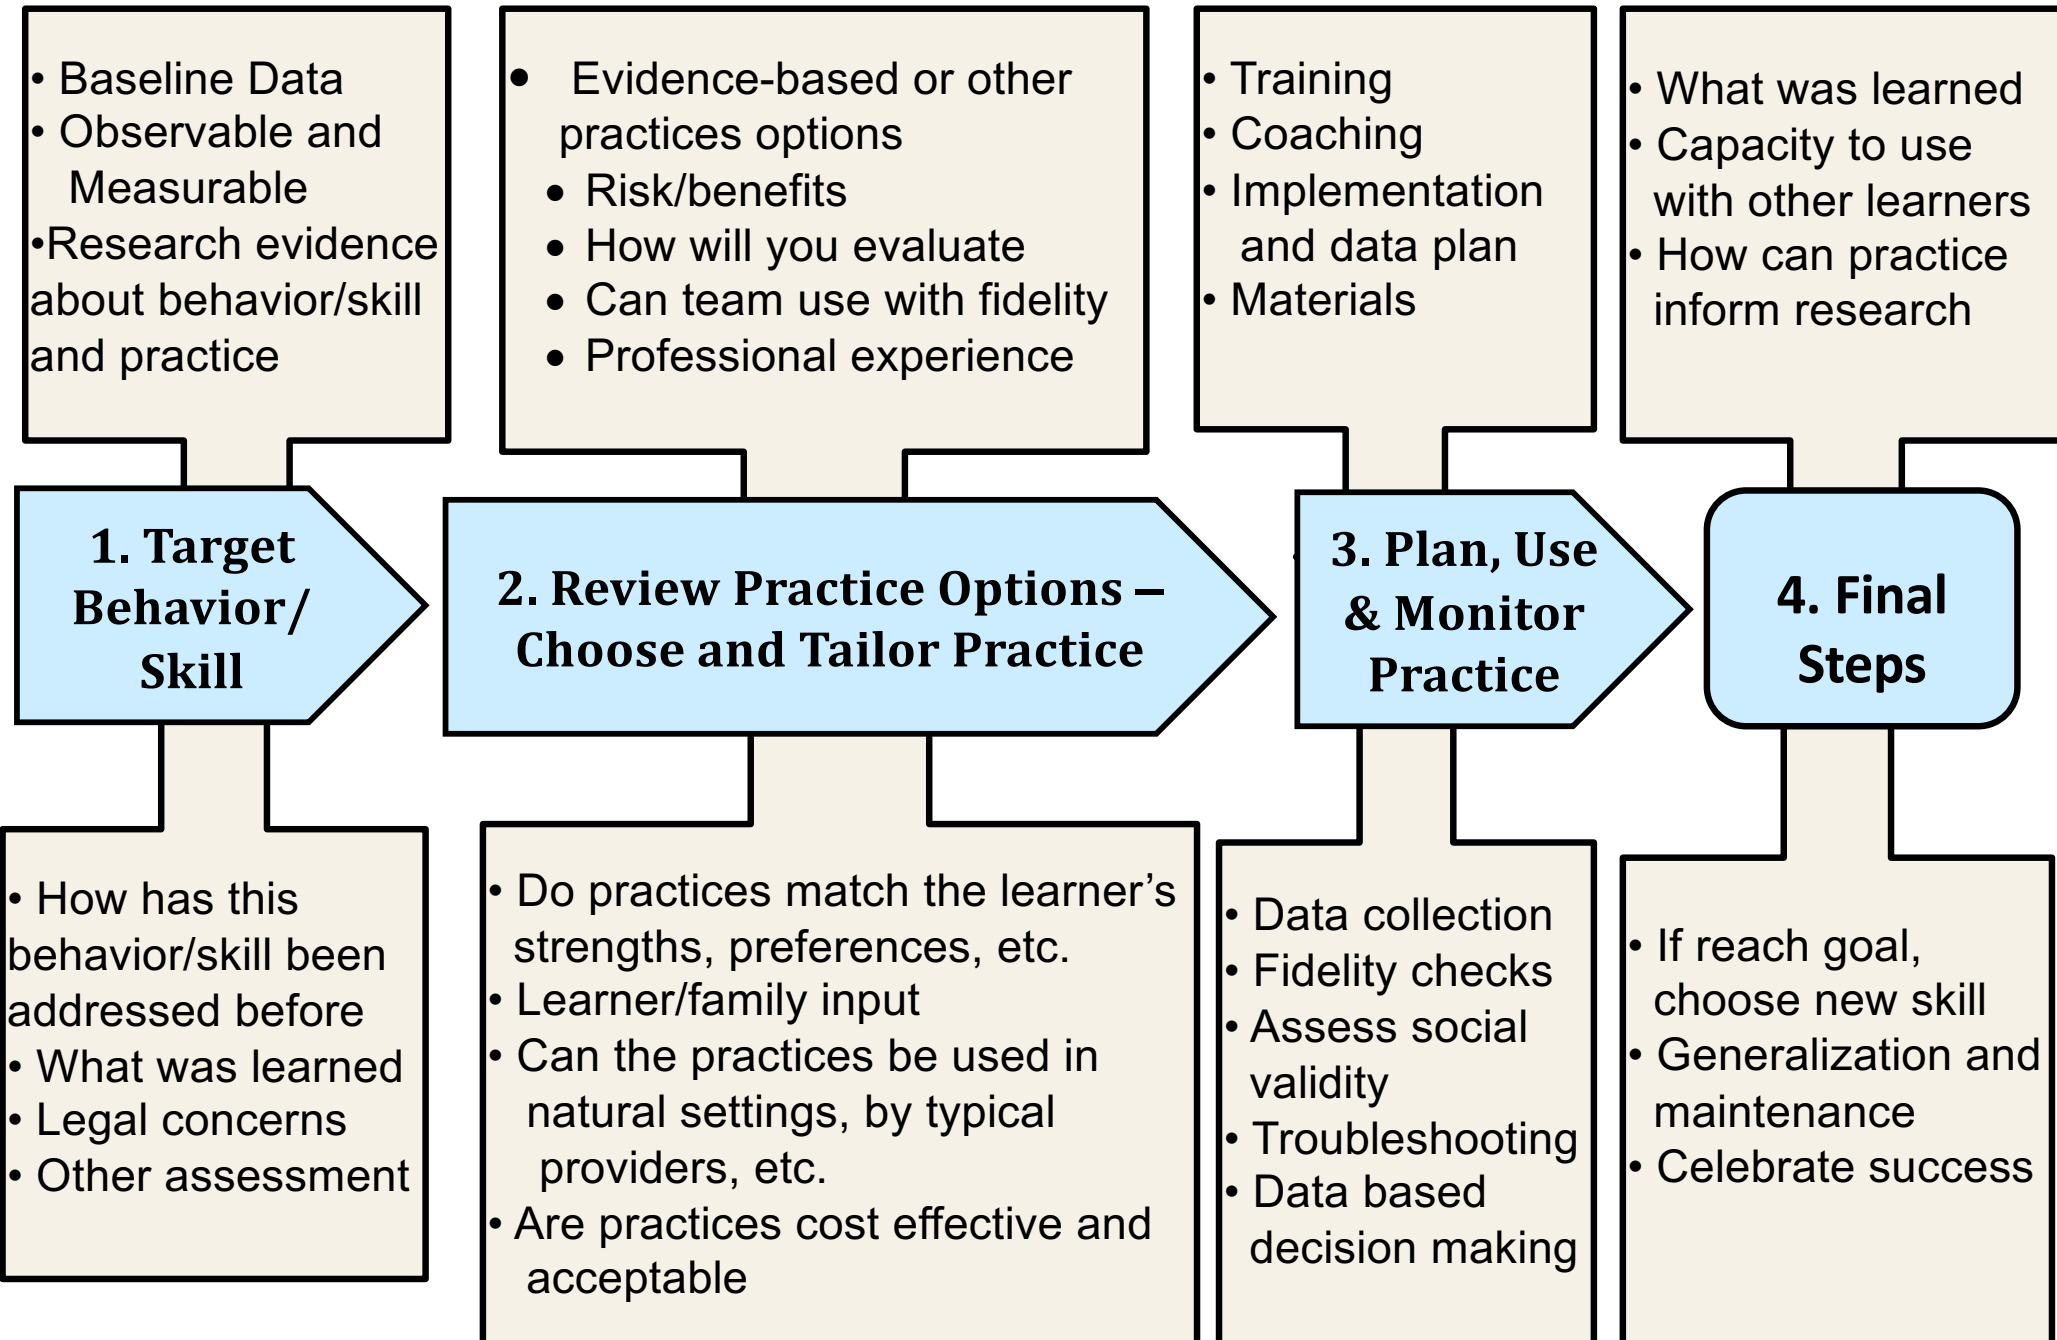 • Baseline Data
• Observable and
Measurable
•Research evidence
about behavior/skill
and practice
• Evidence-based or other
practices options
• Risk/benefits
• How will you evaluate
• Can team use with fidelity
• Professional experience
• Training
• Coaching
• Implementation
and data plan
• Materials
• What was learned
• Capacity to use
with other learners
• How can practice
inform research
1. Target
Behavior/
Skill
2. Review Practice Options –
Choose and Tailor Practice
3. Plan, Use
& Monitor
Practice
4. Final
Steps
• How has this
behavior/skill been
addressed before
• What was learned
• Legal concerns
• Other assessment
• Do practices match the learner’s
strengths, preferences, etc.
• Learner/family input
• Can the practices be used in
natural settings, by typical
providers, etc.
• Are practices cost effective and
acceptable
• Data collection
• Fidelity checks
• Assess social
validity
• Troubleshooting
• Data based
decision making
• If reach goal,
choose new skill
• Generalization and
maintenance
• Celebrate success